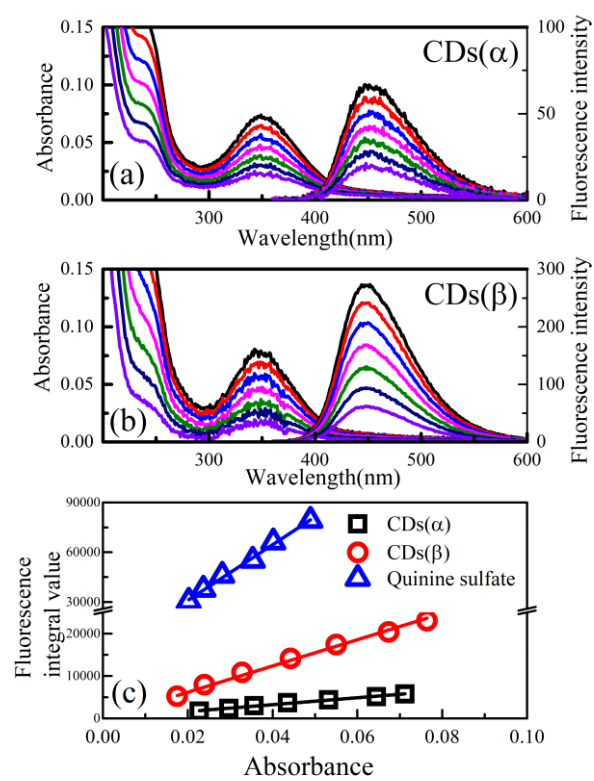 0.15
0.10
0.05
0.00
Absorbance
CDs(α)
(a)
100
50
0
Fluorescence intensity
300
400
500
600
Wavelength(nm)
0.15
0.10
0.05
0.00
Absorbance
CDs(β)
(b)
300
200
100
0
Fluorescence intensity
300
400
500
600
Wavelength(nm)
90000
60000
30000
20000
10000
0
Fluorescence
integral value
CDs(α)
CDs(β)
Quinine sulfate
(c)
0.00
0.02
0.04
0.06
0.08
0.10
Absorbance